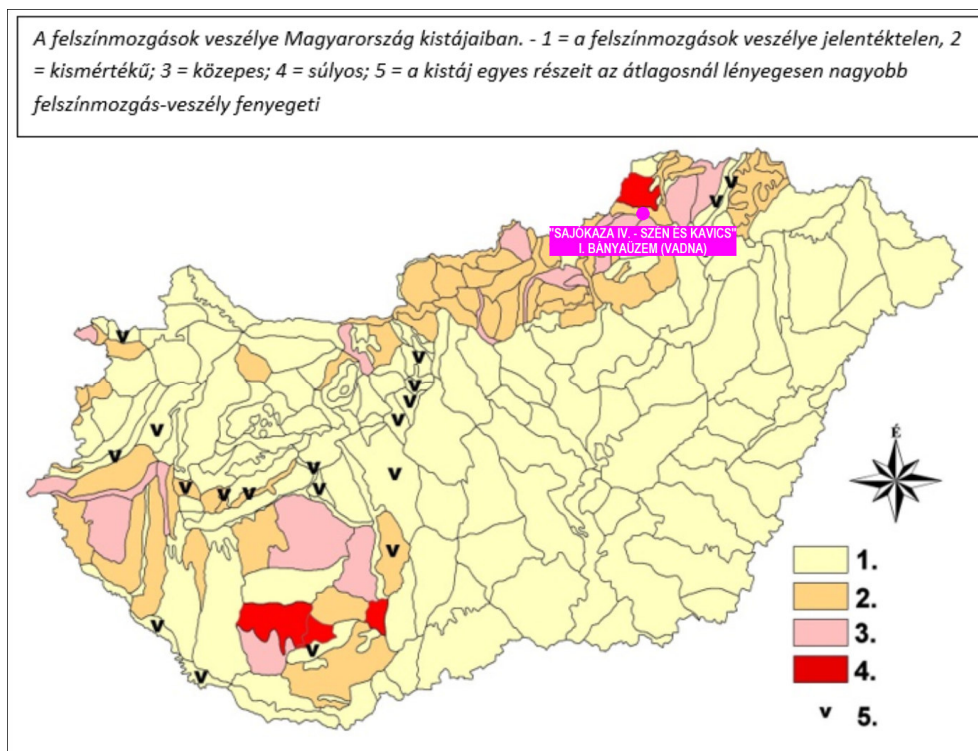 A felszínmozgások veszélye Magyarország kistájaiban. - 1 = a felszínmozgások veszélye jelentéktelen, 2
= kismértékű; 3 = közepes; 4 = súlyos; 5 = a kistáj egyes részeit az átlagosnál lényegesen nagyobb
felszínmozgás-veszély fenyegeti
"SAJÓKAZA IV. - SZÉN ÉS KAVICS"
I. BÁNYAÜZEM (VADNA)
É
1.
2.
3.
4.
v 5.